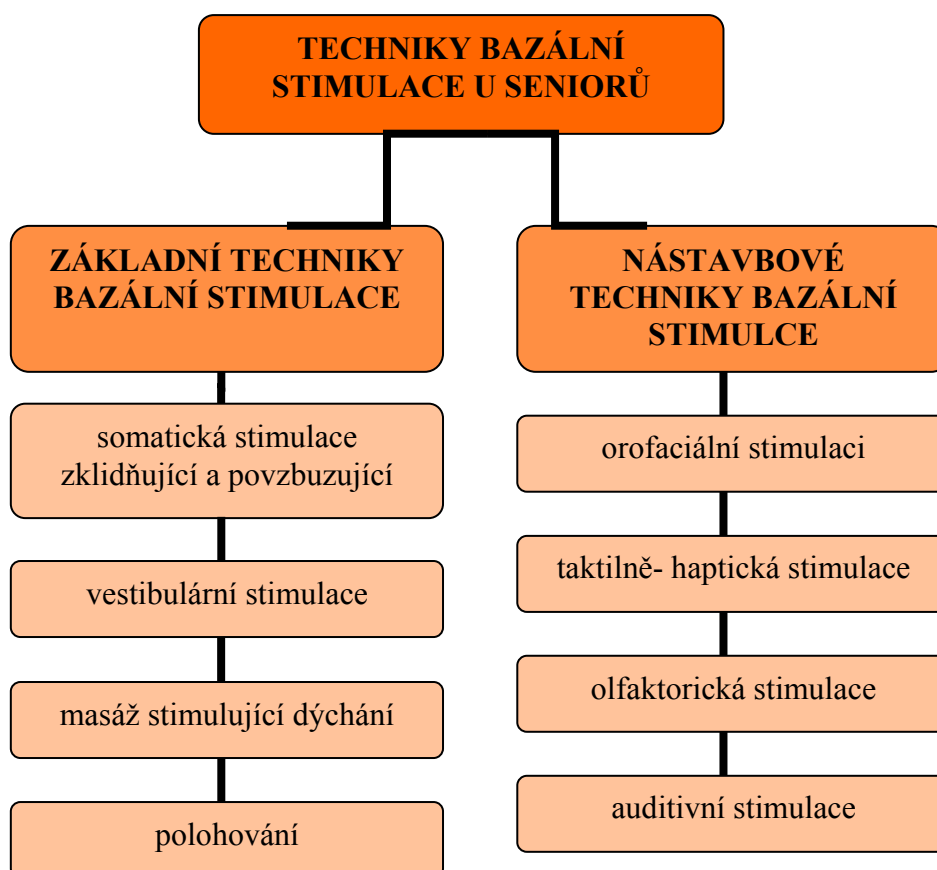 TECHNIKY BAZÁLNÍ
STIMULACE U SENIORŮ
ZÁKLADNÍ TECHNIKY
BAZÁLNÍ STIMULACE
somatická stimulace
zklidňující a povzbuzující
vestibulární stimulace
masáž stimulující dýchání
polohování
NÁSTAVBOVÉ
TECHNIKY BAZÁLNÍ
STIMULCE
orofaciální stimulaci
taktilně- haptická stimulace
olfaktorická stimulace
auditivní stimulace